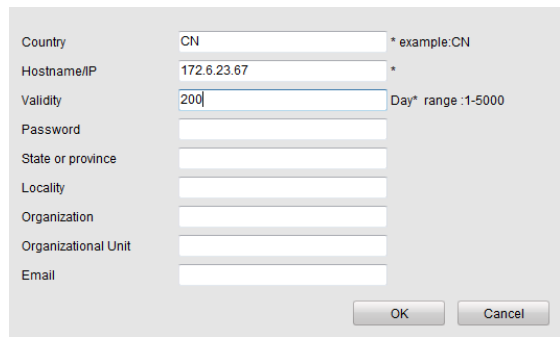 Country CN * example:CN
Hostname/IP 172.6.23.67 *
Validity 200 Day* range :1-5000
Password
State or province
Locality
Organization
Organizational Unit
Email
OK Cancel